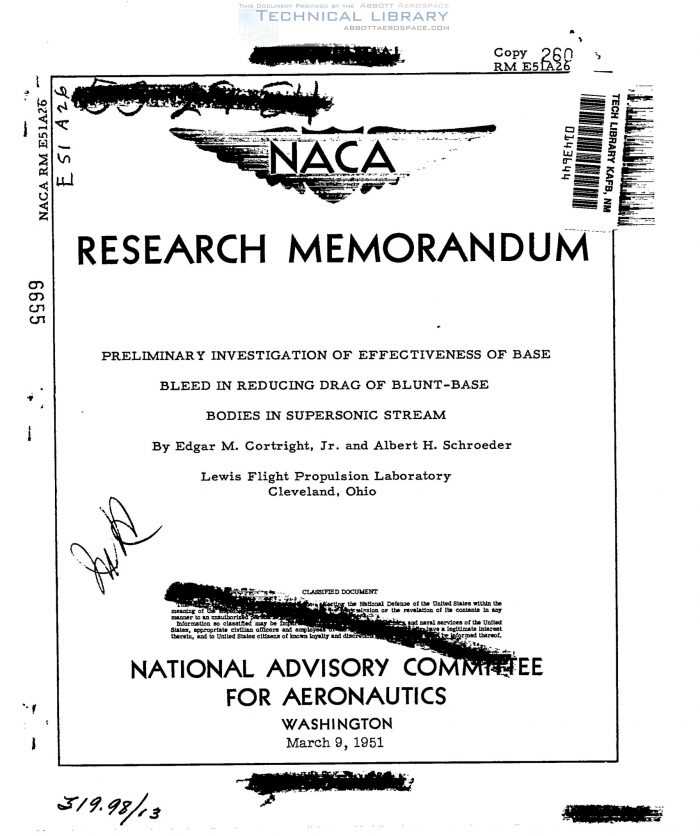 THIS DOCUMENT PROVIDED BY THE ABBOTT AEROSPACE
TECHNICAL LIBRARY
ABBOTTAEROSPACE.COM
Copy 260
RM E51A26
NACA RM E51A26
E 51 A26
TECH LIBRARY KAFB, NM
0143644
NACA
RESEARCH MEMORANDUM
6655
PRELIMINARY INVESTIGATION OF EFFECTIVENESS OF BASE
BLEED IN REDUCING DRAG OF BLUNT-BASE
BODIES IN SUPERSONIC STREAM
By Edgar M. Cortright, Jr. and Albert H. Schroeder
Lewis Flight Propulsion Laboratory
Cleveland, Ohio
CLASSIFIED DOCUMENT
the National Defense of the United States within the
meaning of the or the revelation of its contents in any
manner to an unauthorized
Information so classified may be and naval services of the United
States, appropriate civilian officers and a legitimate interest
therein, and to United States citizens of known loyalty and informed thereof.
NATIONAL ADVISORY COMMITTEE
FOR AERONAUTICS
WASHINGTON
March 9, 1951
319.98/13